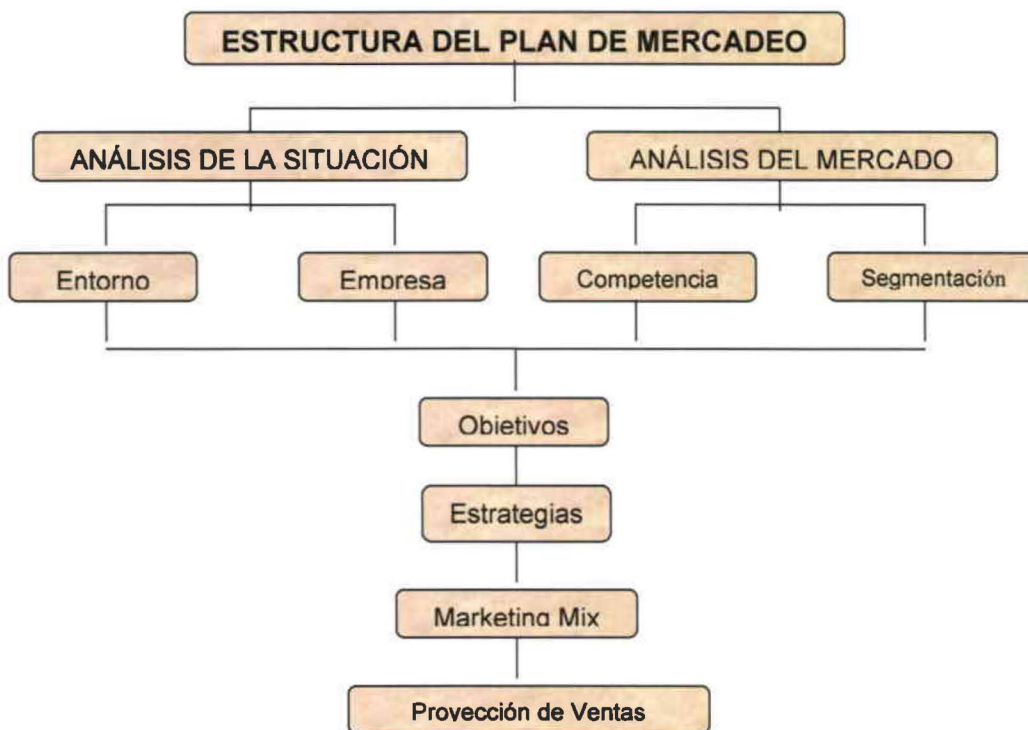 ESTRUCTURA DEL PLAN DE MERCADEO
ANÁLISIS DE LA SITUACIÓN
ANÁLISIS DEL MERCADO
Entorno
Empresa
Competencia
Segmentación
Objetivos
Estrategias
Marketing Mix
Proyección de Ventas